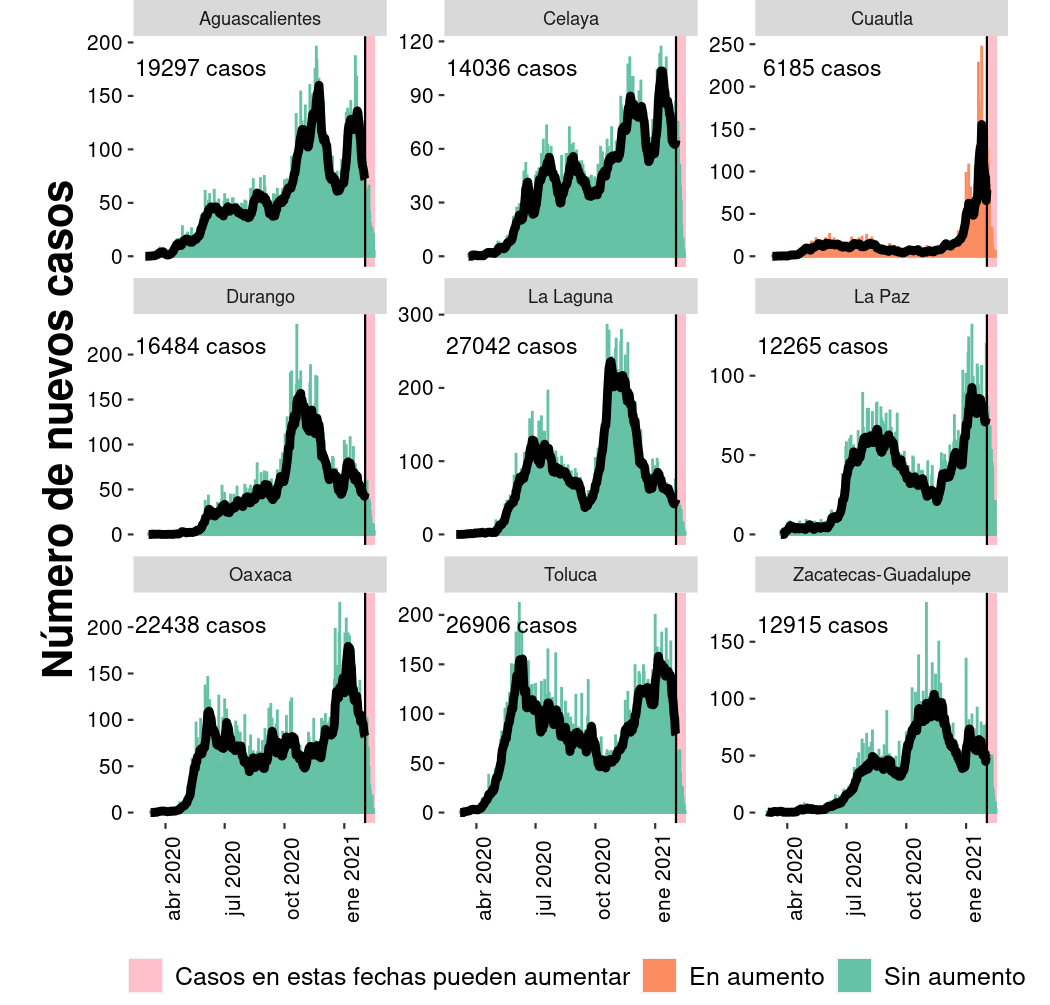 Número de nuevos casos
Aguascalientes
Celaya
Cuautla
200
150
100
50
0
19297 casos
120
90
60
30
0
14036 casos
250
200
150
100
50
0
6185 casos
Durango
La Laguna
La Paz
200
150
100
50
0
16484 casos
300
200
100
0
27042 casos
100
50
0
12265 casos
Oaxaca
Toluca
Zacatecas-Guadalupe
200
150
100
50
0
22438 casos
200
150
100
50
0
26906 casos
150
100
50
0
12915 casos
abr 2020
jul 2020
oct 2020
ene 2021
abr 2020
jul 2020
oct 2020
ene 2021
abr 2020
jul 2020
oct 2020
ene 2021
Casos en estas fechas pueden aumentar
En aumento
Sin aumento